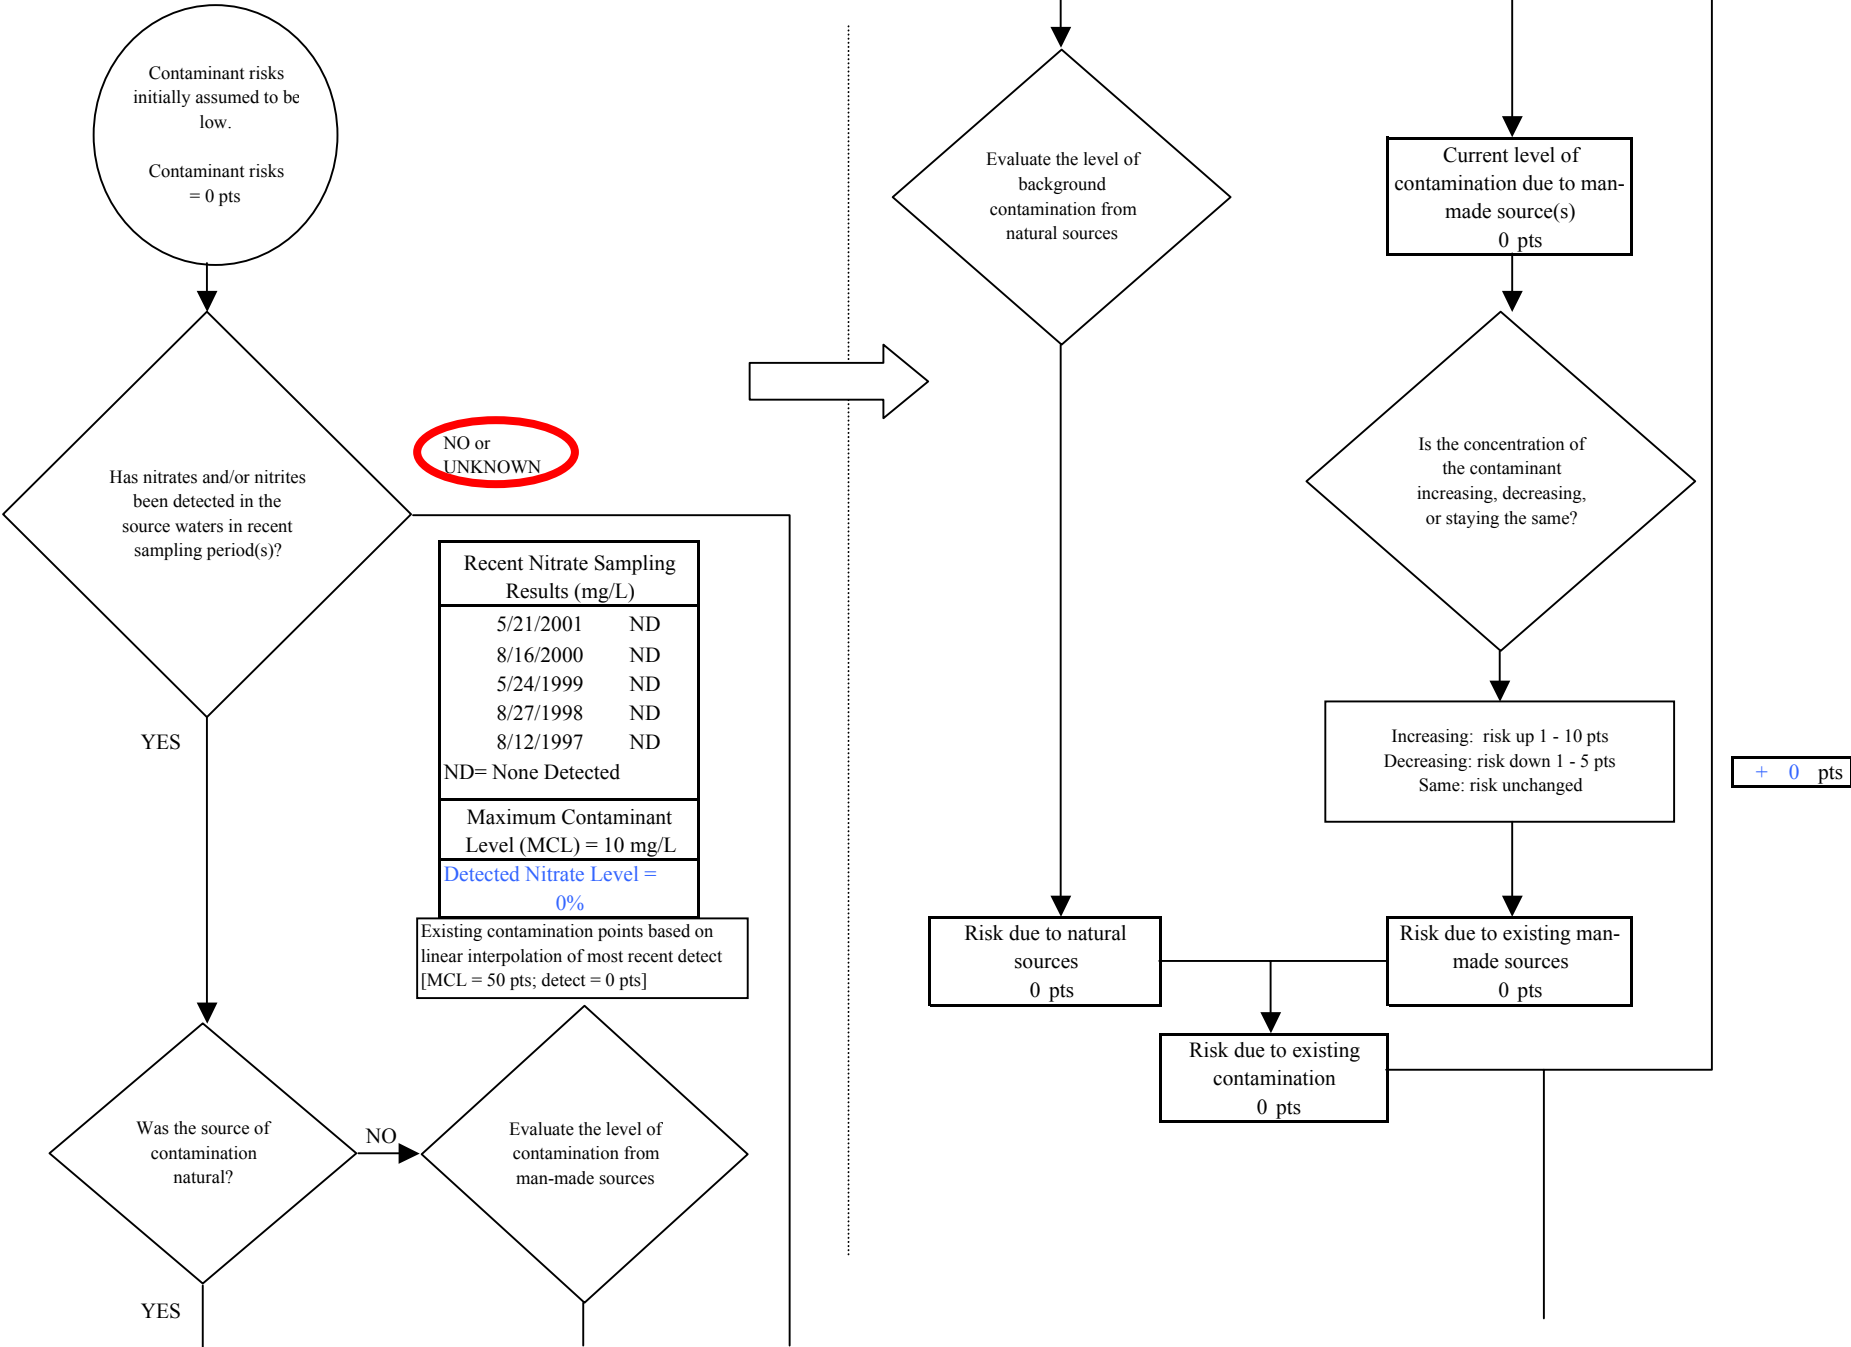 Contaminant risks
initially assumed to be
low.
Contaminant risks
= 0 pts
Has nitrates and/or nitrites
been detected in the
source waters in recent
sampling period(s)?
NO or
UNKNOWN
YES
Recent Nitrate Sampling
Results (mg/L)
5/21/2001 ND
8/16/2000 ND
5/24/1999 ND
8/27/1998 ND
8/12/1997 ND
ND= None Detected
Maximum Contaminant
Level (MCL) = 10 mg/L
Detected Nitrate Level =
0%
Existing contamination points based on
linear interpolation of most recent detect
[MCL = 50 pts; detect = 0 pts]
Was the source of
contamination
natural?
NO
Evaluate the level of
contamination from
man-made sources
YES
Evaluate the level of
background
contamination from
natural sources
Current level of
contamination due to man-
made source(s)
0 pts
Is the concentration of
the contaminant
increasing, decreasing,
or staying the same?
Increasing: risk up 1 - 10 pts
Decreasing: risk down 1 - 5 pts
Same: risk unchanged
+ 0 pts
Risk due to natural
sources
0 pts
Risk due to existing man-
made sources
0 pts
Risk due to existing
contamination
0 pts